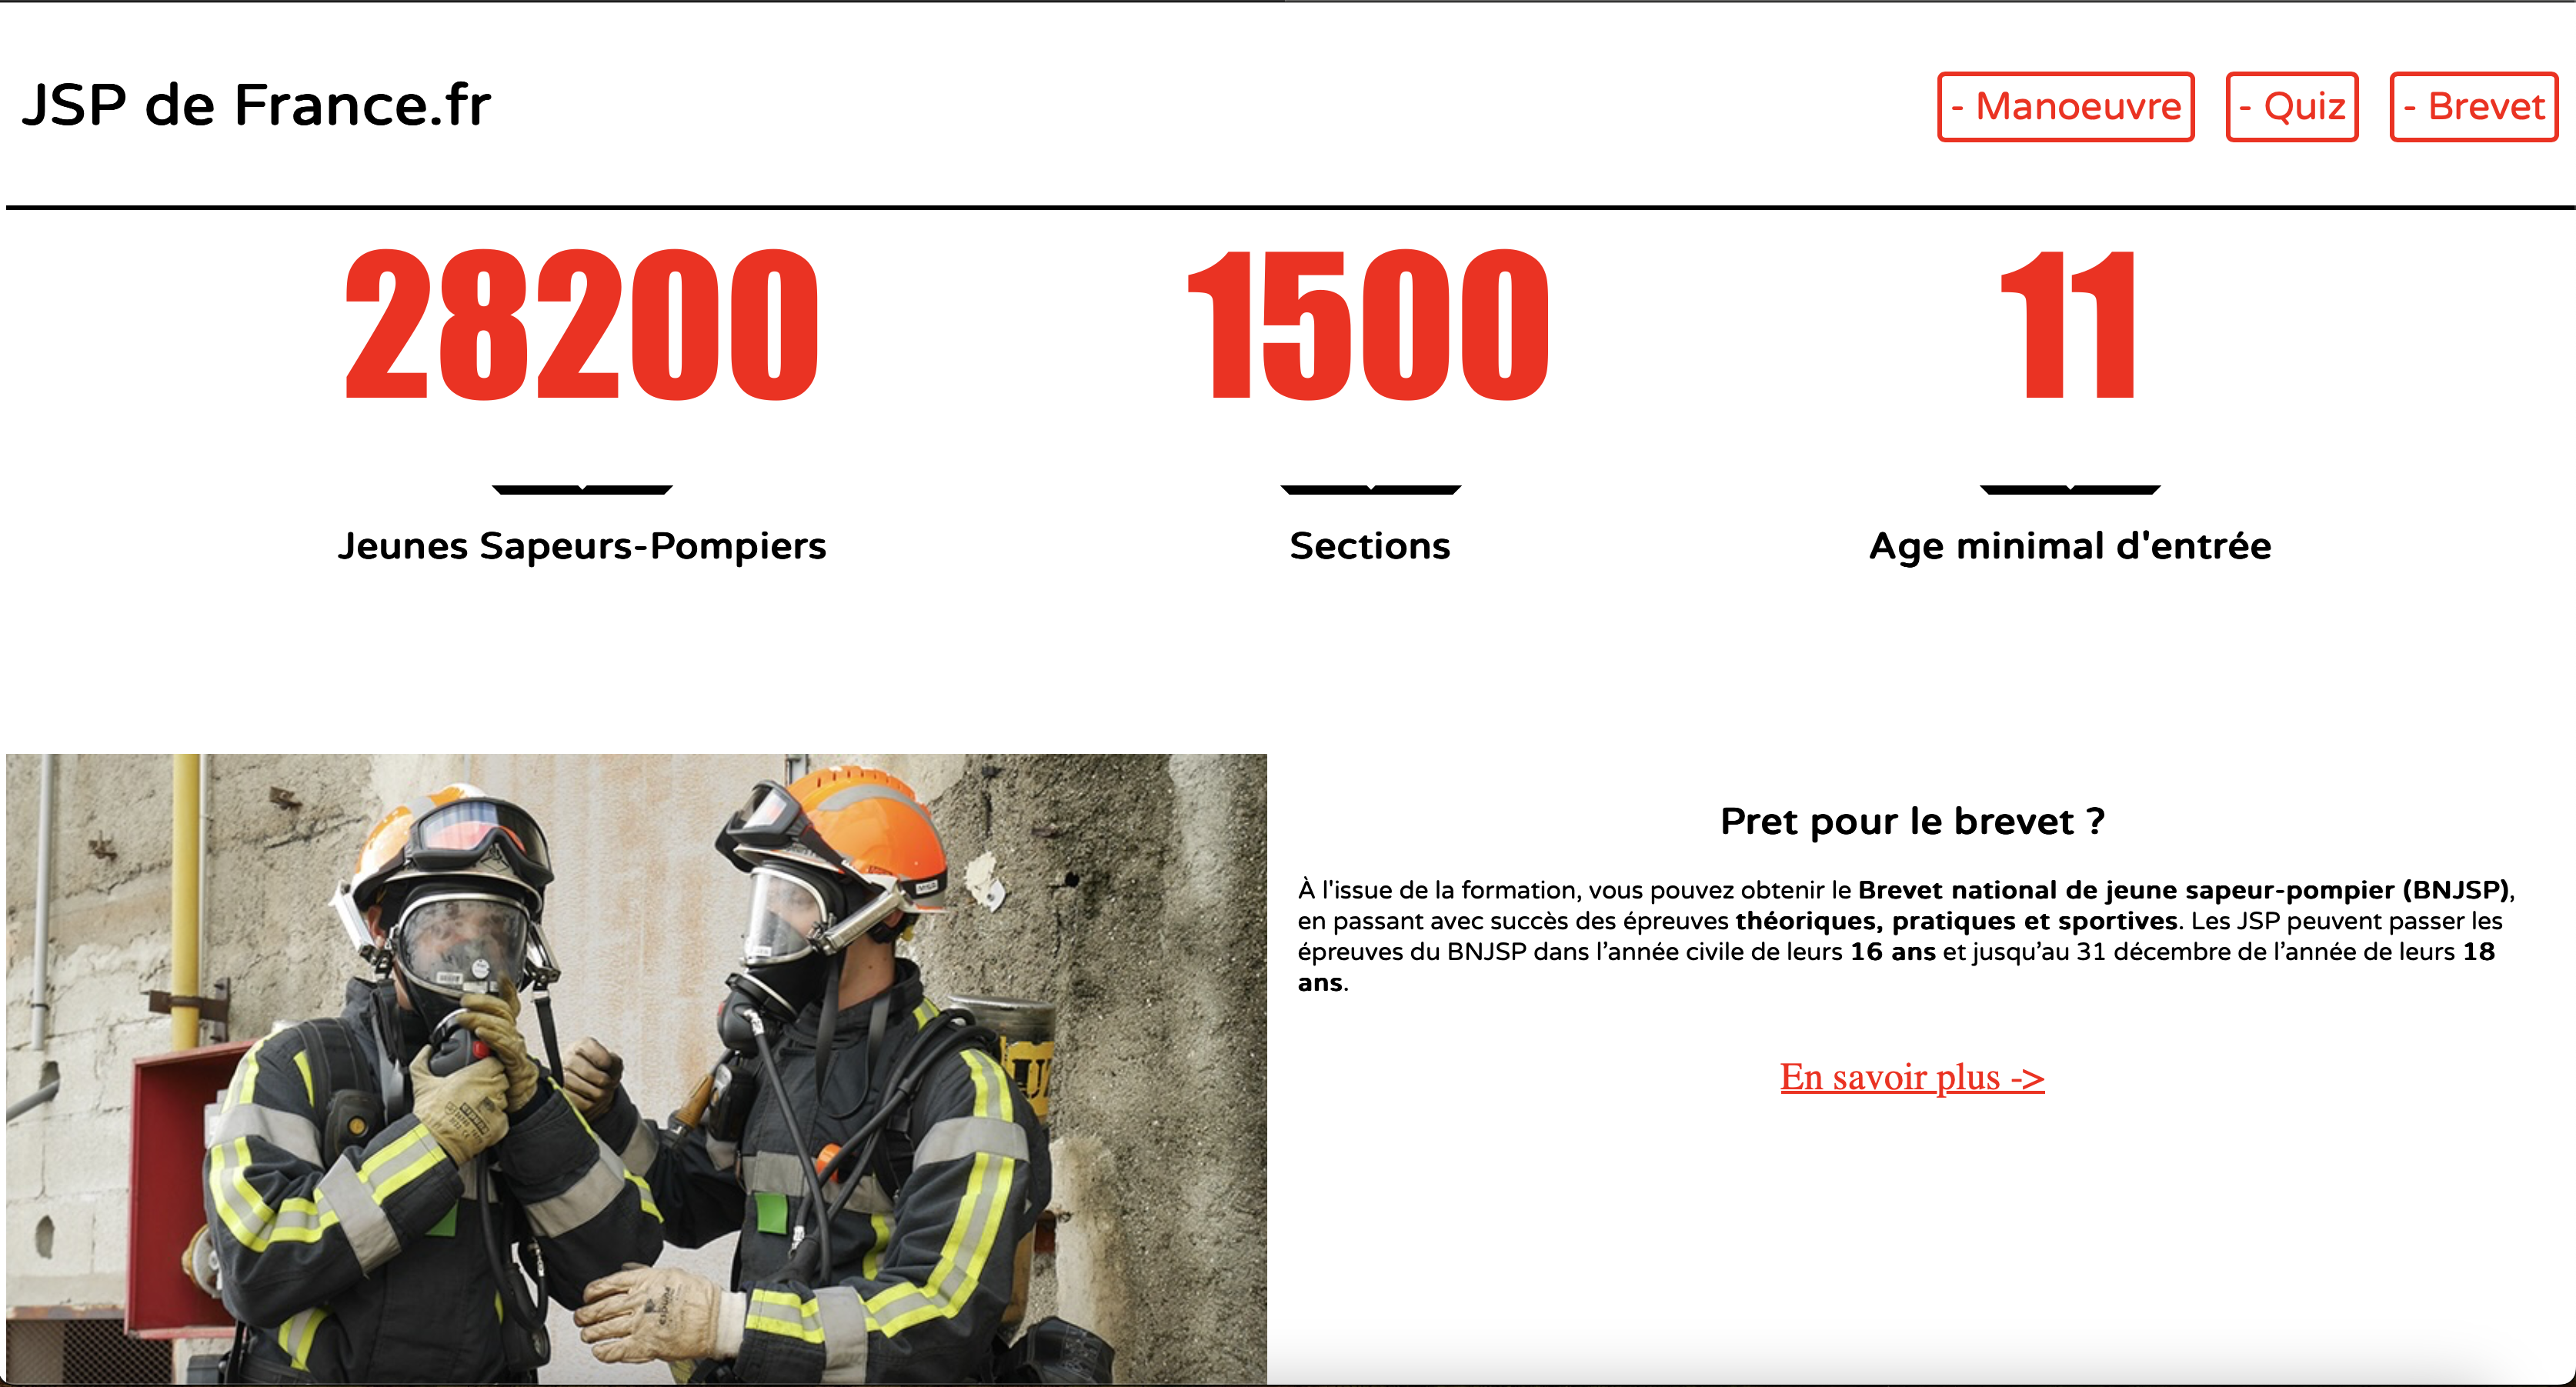 JSP de France.fr
- Manoeuvre
- Quiz
- Brevet
28200
1500
11
Jeunes Sapeurs-Pompiers
Sections
Age minimal d'entrée
Pret pour le brevet ?
À l'issue de la formation, vous pouvez obtenir le Brevet national de jeune sapeur-pompier (BNJSP),
en passant avec succès des épreuves théoriques, pratiques et sportives. Les JSP peuvent passer les
épreuves du BNJSP dans l’année civile de leurs 16 ans et jusqu’au 31 décembre de l’année de leurs 18
ans.
En savoir plus ->